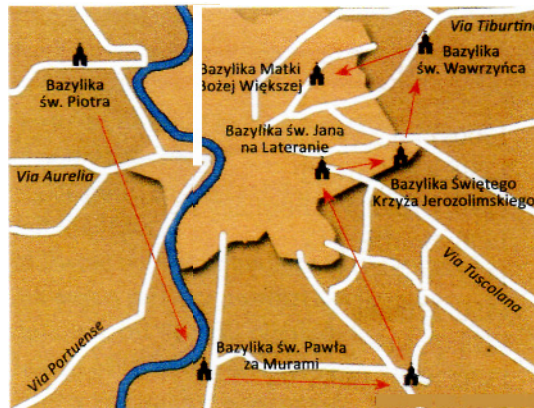 Via Tiburtina
Bazylika
św. Wawrzyńca
Bazylika Matki
Bożej Większej
Bazylika
św. Piotra
Bazylika św. Jana
na Lateranie
Via Aurelia
Bazylika Świętego
Krzyża Jerozolimskiego
Via Tuscolana
Via Portuense
Bazylika św. Pawła
za Murami